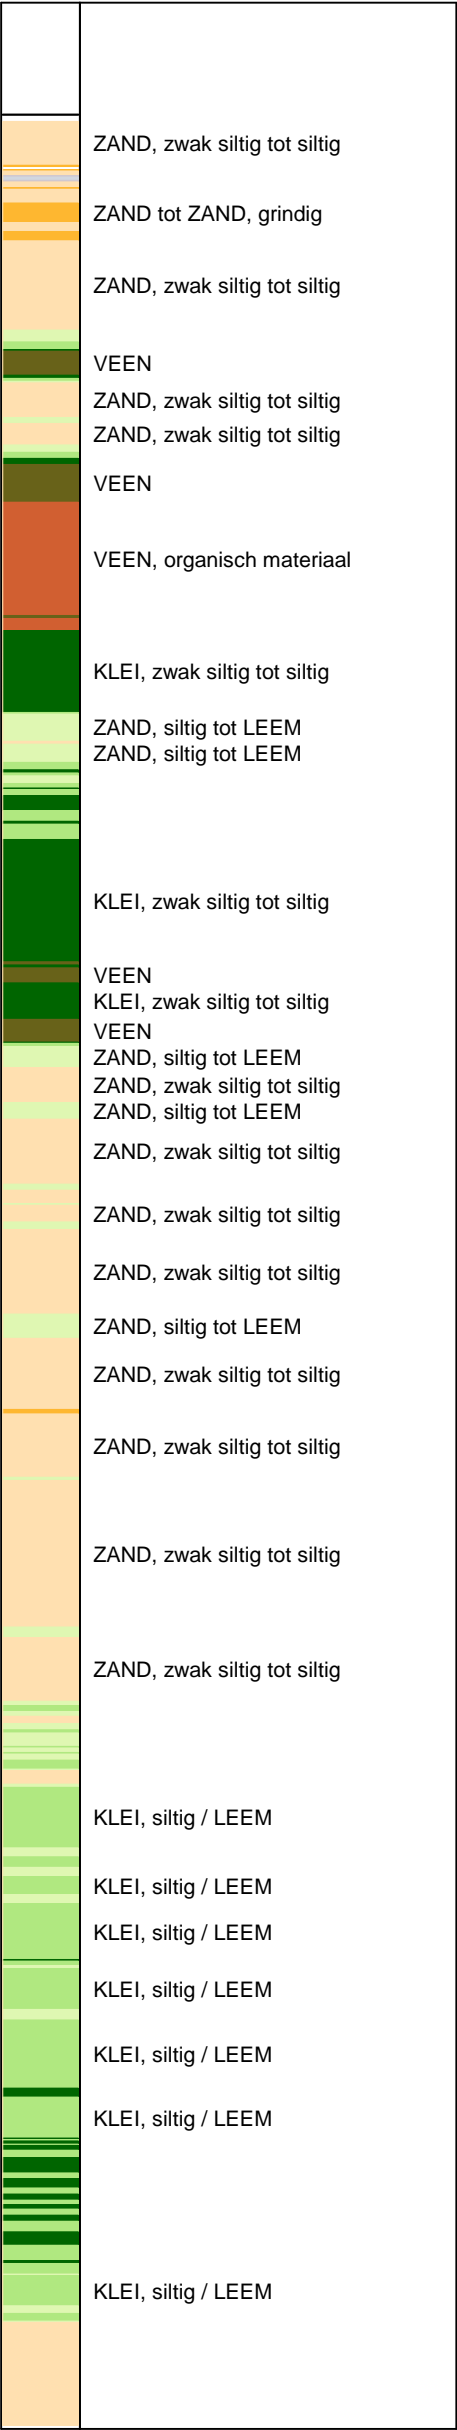 ZAND, zwak siltig tot siltig
ZAND tot ZAND, grindig
ZAND, zwak siltig tot siltig
VEEN
ZAND, zwak siltig tot siltig
ZAND, zwak siltig tot siltig
VEEN
VEEN, organisch materiaal
KLEI, zwak siltig tot siltig
ZAND, siltig tot LEEM
ZAND, siltig tot LEEM
KLEI, zwak siltig tot siltig
VEEN
KLEI, zwak siltig tot siltig
VEEN
ZAND, siltig tot LEEM
ZAND, zwak siltig tot siltig
ZAND, siltig tot LEEM
ZAND, zwak siltig tot siltig
ZAND, zwak siltig tot siltig
ZAND, zwak siltig tot siltig
ZAND, siltig tot LEEM
ZAND, zwak siltig tot siltig
ZAND, zwak siltig tot siltig
ZAND, zwak siltig tot siltig
ZAND, zwak siltig tot siltig
KLEI, siltig / LEEM
KLEI, siltig / LEEM
KLEI, siltig / LEEM
KLEI, siltig / LEEM
KLEI, siltig / LEEM
KLEI, siltig / LEEM
KLEI, siltig / LEEM